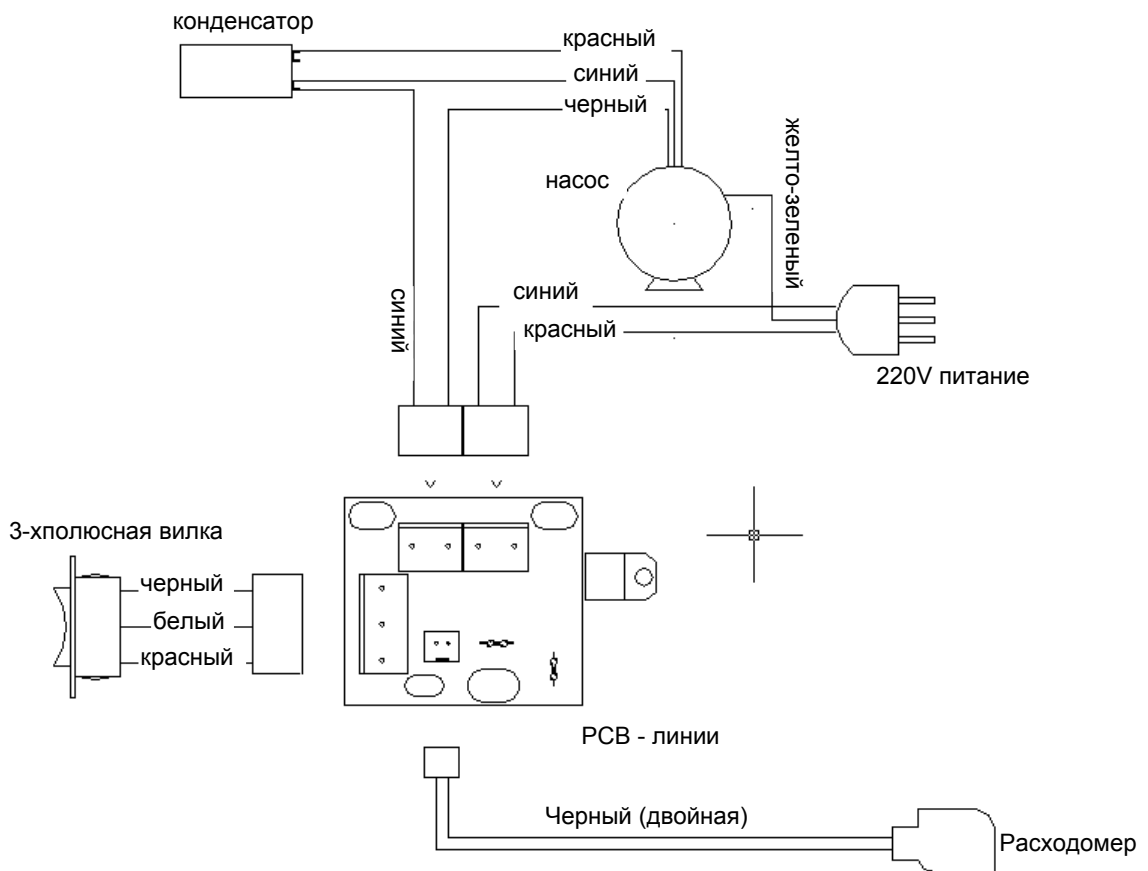 конденсатор
красный
синий
черный
желто-зеленый
насос
синий
синий
красный
220V питание
3-хполюсная вилка
черный
белый
красный
PCB - линии
Черный (двойная)
Расходомер